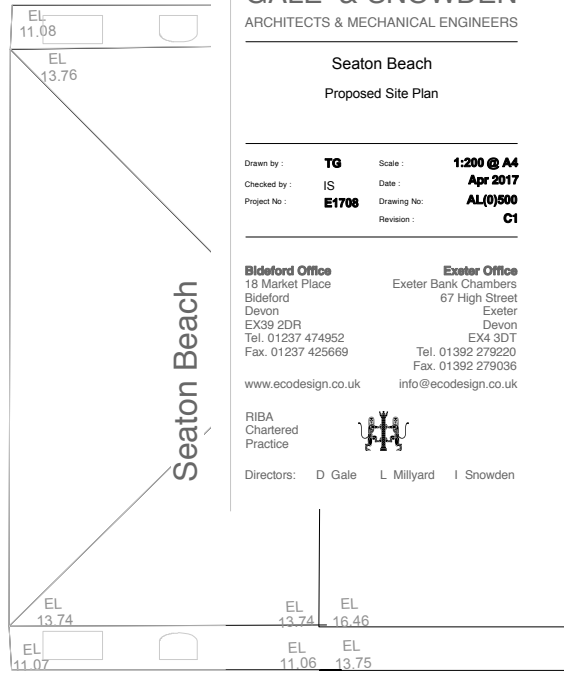 GALE & SNOWDEN
ARCHITECTS & MECHANICAL ENGINEERS
Seaton Beach
Proposed Site Plan
Drawn by : TG Scale : 1:200 @ A4
Checked by : IS Date : Apr 2017
Project No : E1708 Drawing No: AL(0)500
Revision : C1
Bideford Office
18 Market Place
Bideford
Devon
EX39 2DR
Tel. 01237 474952
Fax. 01237 425669
www.ecodesign.co.uk
Exeter Office
Exeter Bank Chambers
67 High Street
Exeter
Devon
EX4 3DT
Tel. 01392 279220
Fax. 01392 279036
info@ecodesign.co.uk
RIBA
Chartered
Practice
Directors: D Gale L Millyard I Snowden
EL
11.08
EL
13.76
Seaton Beach
EL
13.74
EL
11.07
EL
13.74
EL
16.46
EL
11.06
EL
13.75